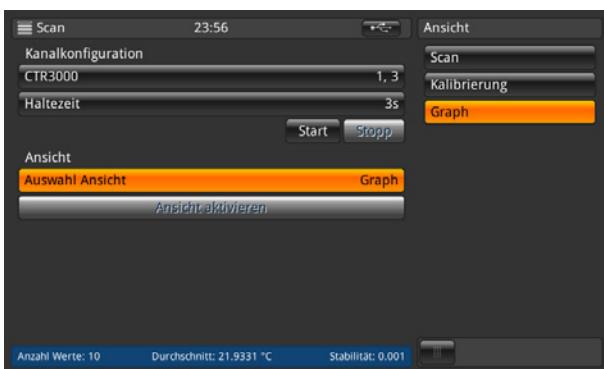 Scan 23:56 Ansicht
Kanalkonfiguration
CTR3000 1, 3
Haltezeit 3s
Start Stopp
Ansicht
Auswahl Ansicht Graph
Ansicht aktivieren
Anzahl Werte: 10 Durchschnitt: 21.9331 °C Stabilität: 0.001
Scan
Kalibrierung
Graph